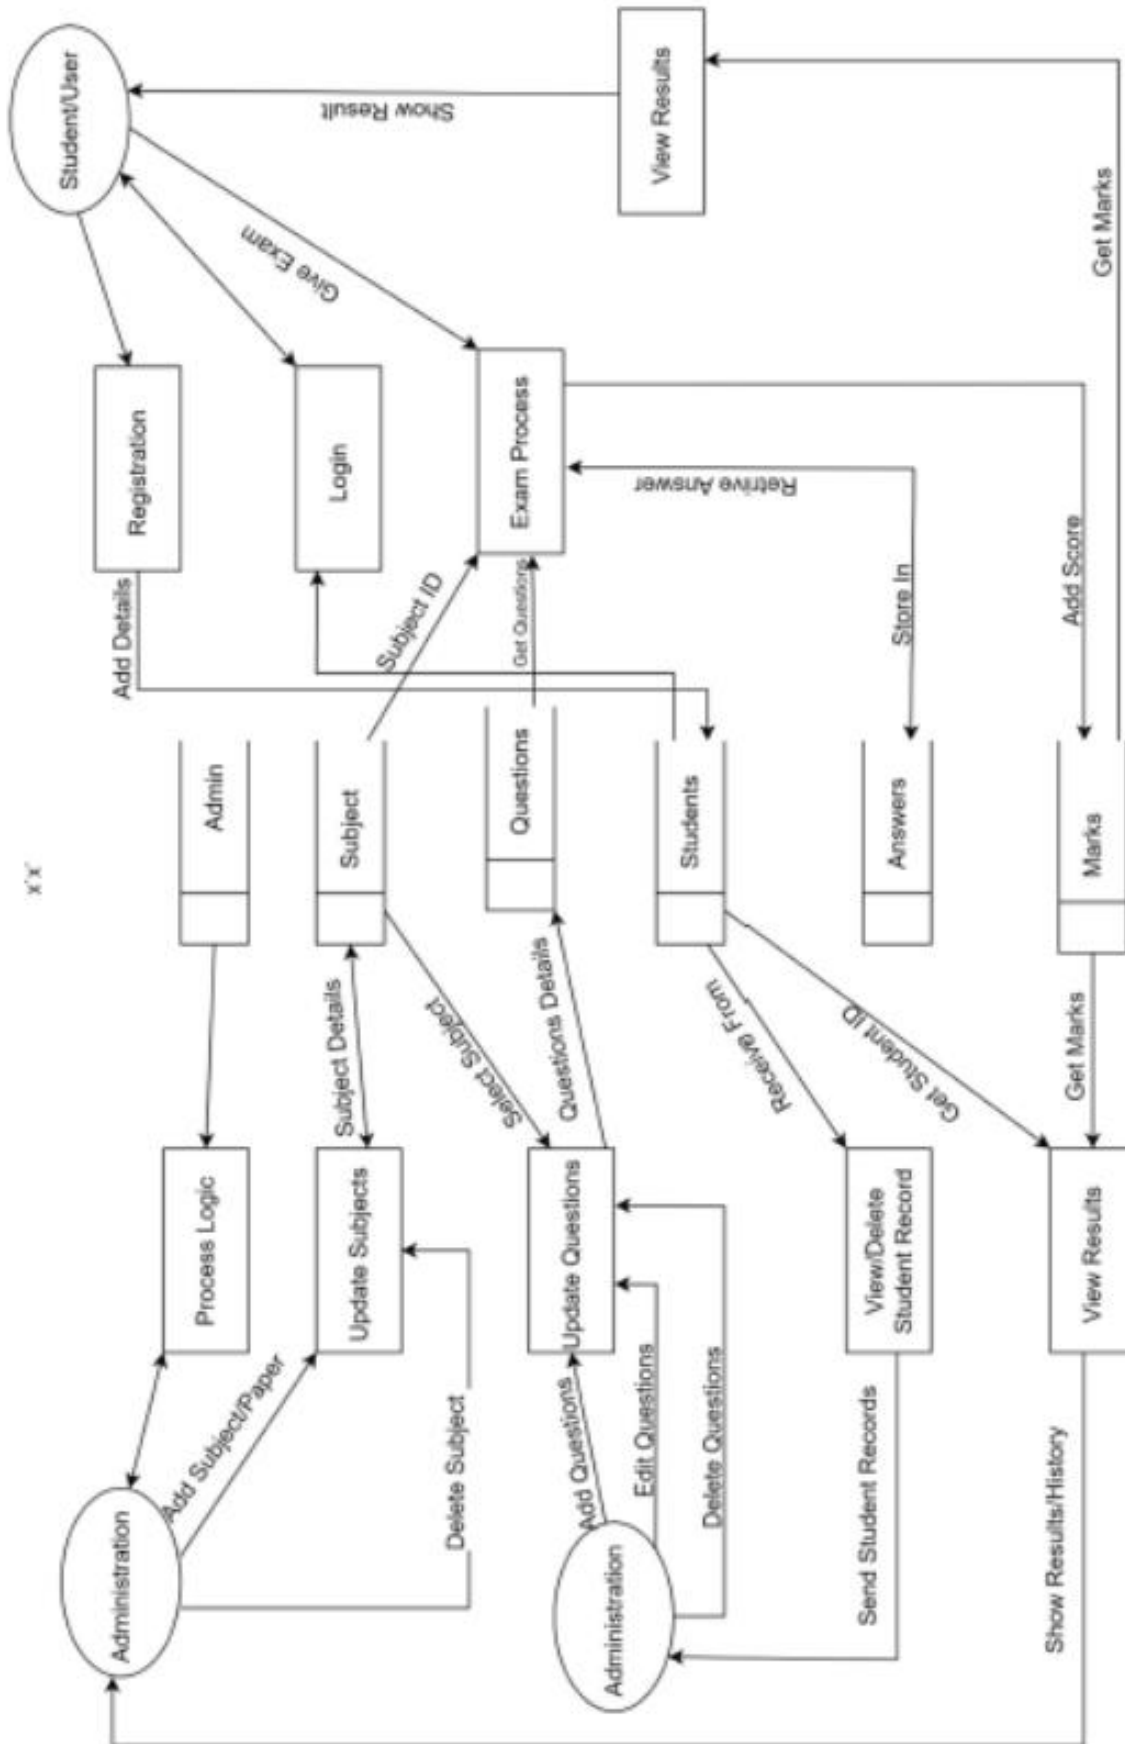 x'x'
Administration
Process Logic
Admin
Registration
Student/User
Add Details
Add Subject/Paper
Update Subjects
Subject Details
Subject
Login
Give Exam
Delete Subject
Select Subject
Subject ID
Show Result
Add Questions
Update Questions
Questions Details
Questions
Get Questions
Exam Process
Administration
Edit Questions
Delete Questions
Receive From
Students
Retrive Answer
View Results
Send Student Records
View/Delete
Student Record
Get Student ID
Answers
Store In
Show Results/History
View Results
Get Marks
Marks
Add Score
Get Marks